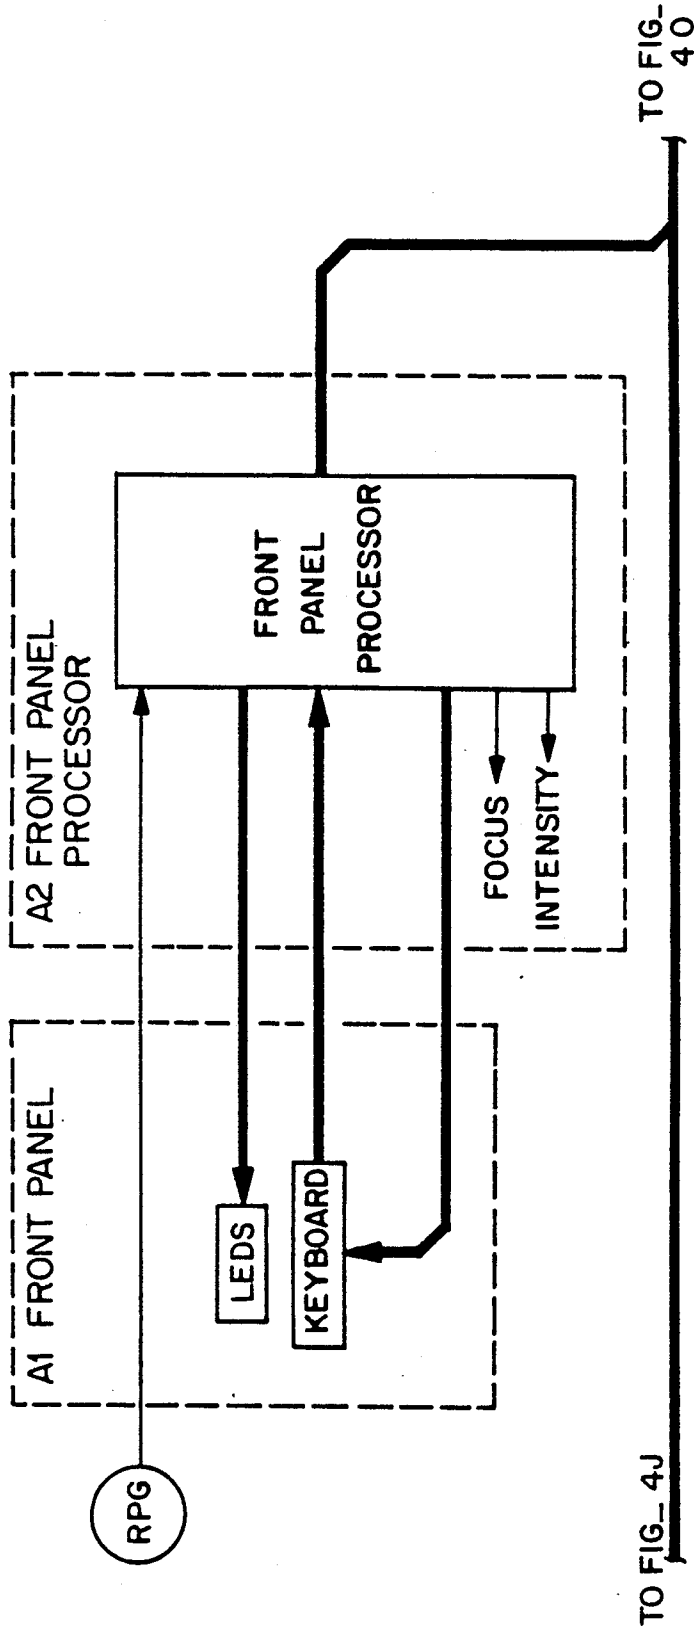 A1 FRONT PANEL
A2 FRONT PANEL
PROCESSOR
RPG
LEDS
KEYBOARD
FRONT
PANEL
PROCESSOR
FOCUS
INTENSITY
TO FIG_ 4J
TO FIG_
4 O